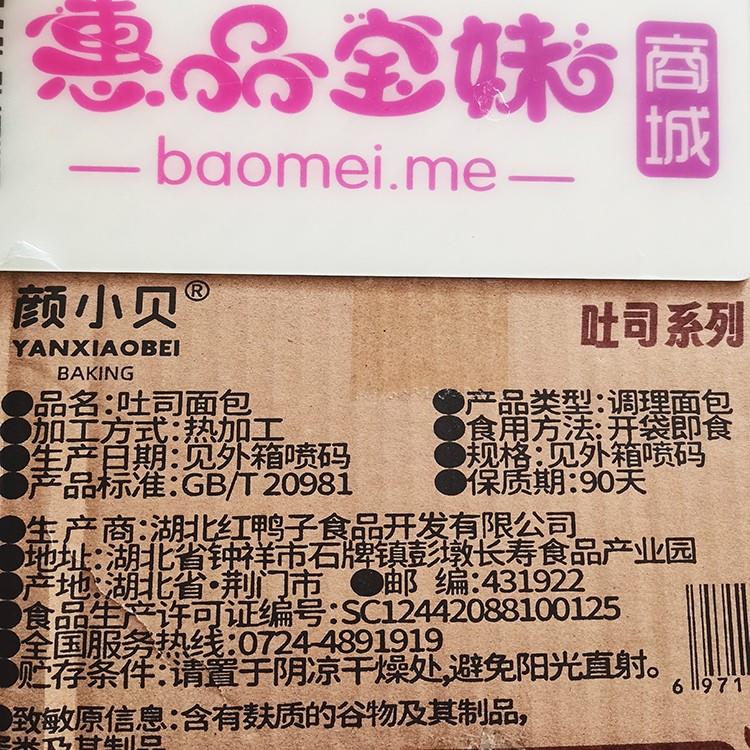 惠品宝妹
商城
baomei.me
颜小贝®
YANXIAOBEI
BAKING
吐司系列
●品名:吐司面包
●产品类型:调理面包
●加工方式:热加工
●食用方法:开袋即食
●生产日期:见外箱喷码
●规格:见外箱喷码
●产品标准:GB/T 20981
●保质期:90天
●生产商:湖北红鸭子食品开发有限公司
●地址:湖北省钟祥市石牌镇彭墩长寿食品产业园
●产地:湖北省·荆门市 ●邮 编:431922
●食品生产许可证编号:SC12442088100125
●全国服务热线:0724-4891919
●贮存条件:请置于阴凉干燥处,避免阳光直射。
6 971
●致敏原信息:含有麸质的谷物及其制品,
类及其制品